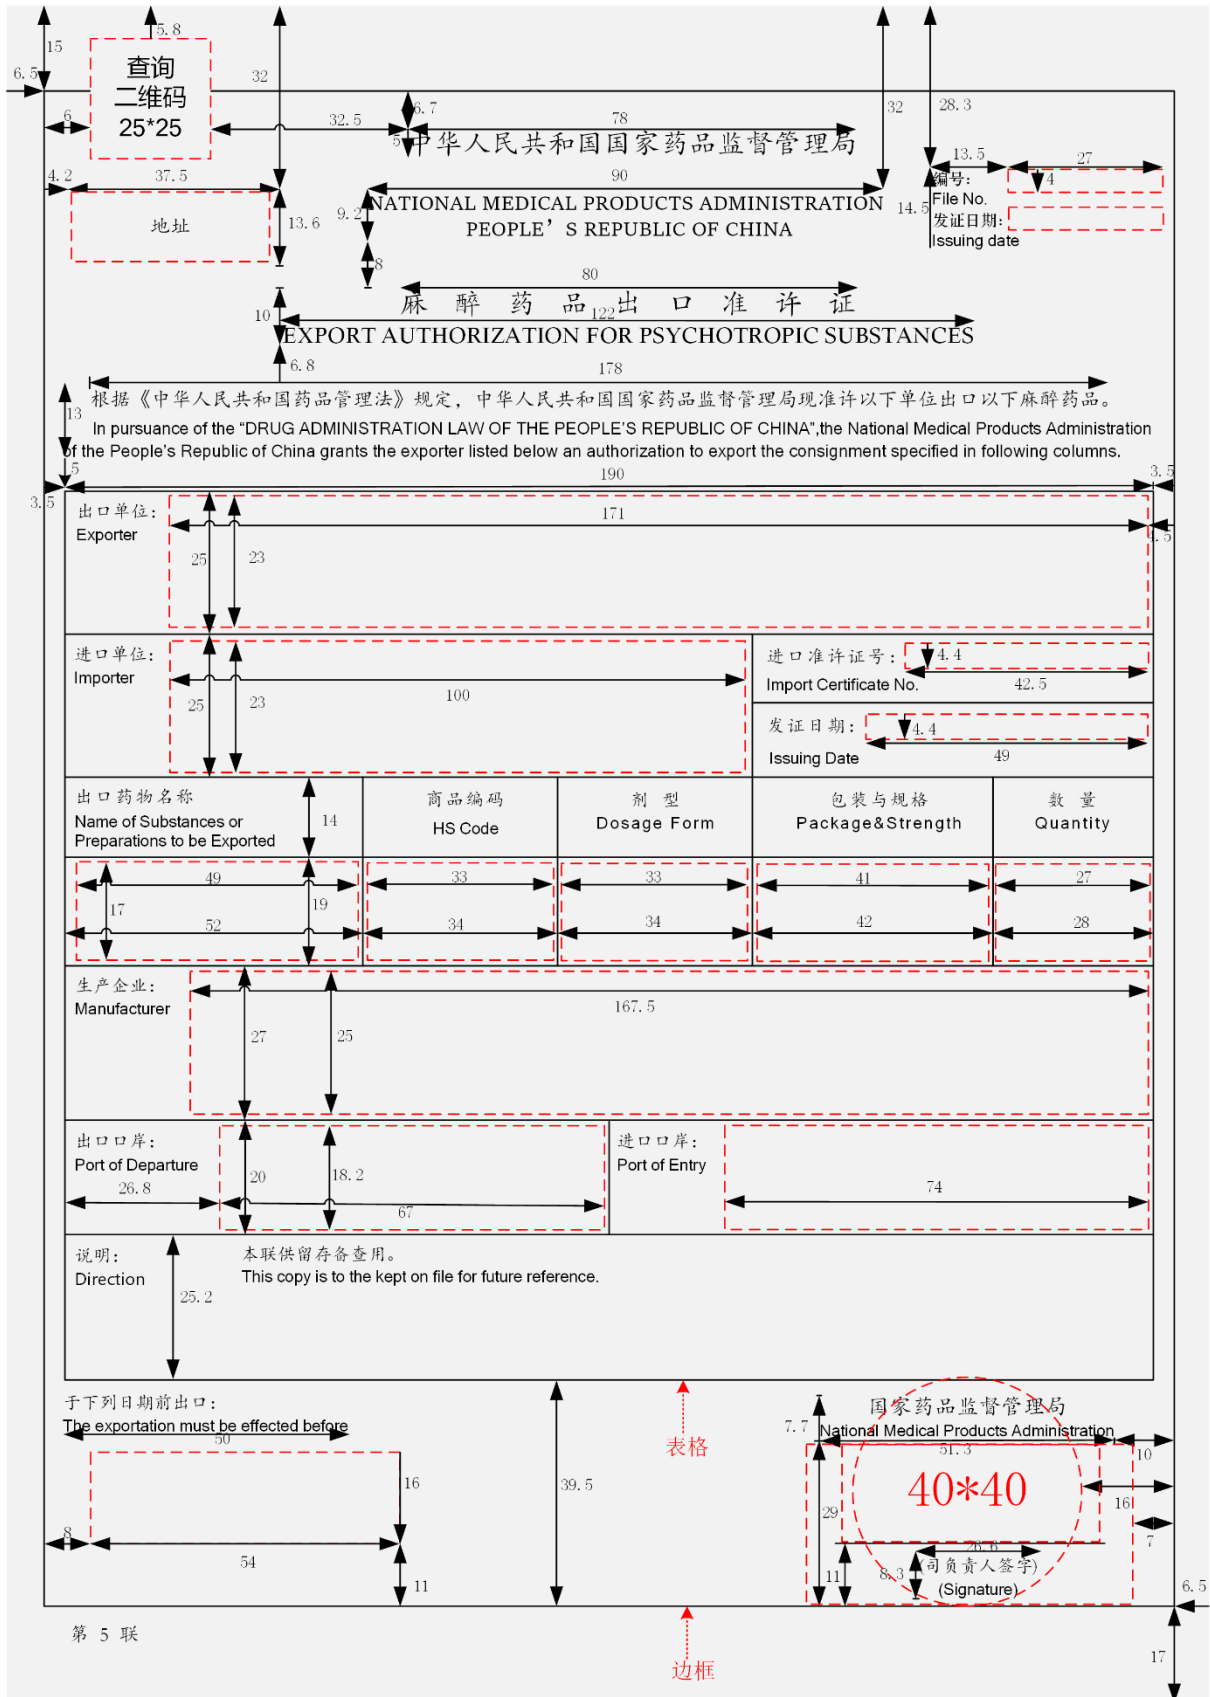 15
5.8
6.5
查询
二维码
25*25
32
6
32.5
6.7
78
32
28.3
5
中华人民共和国国家药品监督管理局
4.2
37.5
90
13.5
27
编号：
4
File No.
14.5
发证日期：
Issuing date
地址
13.6
9.2
NATIONAL MEDICAL PRODUCTS ADMINISTRATION
PEOPLE’S REPUBLIC OF CHINA
8
80
麻醉药品出口准许证
10
122
EXPORT AUTHORIZATION FOR PSYCHOTROPIC SUBSTANCES
6.8
178
13
根据《中华人民共和国药品管理法》规定，中华人民共和国国家药品监督管理局现准许以下单位出口以下麻醉药品。
In pursuance of the “DRUG ADMINISTRATION LAW OF THE PEOPLE'S REPUBLIC OF CHINA”,the National Medical Products Administration
of the People's Republic of China grants the exporter listed below an authorization to export the consignment specified in following columns.
5
190
3.5
3.5
出口单位：
Exporter
171
1.5
25
23
进口单位：
Importer
100
25
23
进口准许证号：
4.4
Import Certificate No.
42.5
发证日期：
4.4
Issuing Date
49
出口药物名称
Name of Substances or
Preparations to be Exported
14
商品编码
HS Code
剂 型
Dosage Form
包装与规格
Package&Strength
数 量
Quantity
49
33
33
41
27
17
19
52
34
34
42
28
生产企业：
Manufacturer
167.5
27
25
出口口岸：
Port of Departure
20
18.2
26.8
67
进口口岸：
Port of Entry
74
说明：
Direction
本联供留存备查用。
This copy is to the kept on file for future reference.
25.2
于下列日期前出口：
The exportation must be effected before
50
16
8
54
11
39.5
表格
7.7
国家药品监督管理局
National Medical Products Administration
51.3
10
40*40
16
29
7
26.6
11
8.3
(司负责人签字)
(Signature)
6.5
第 5 联
边框
17